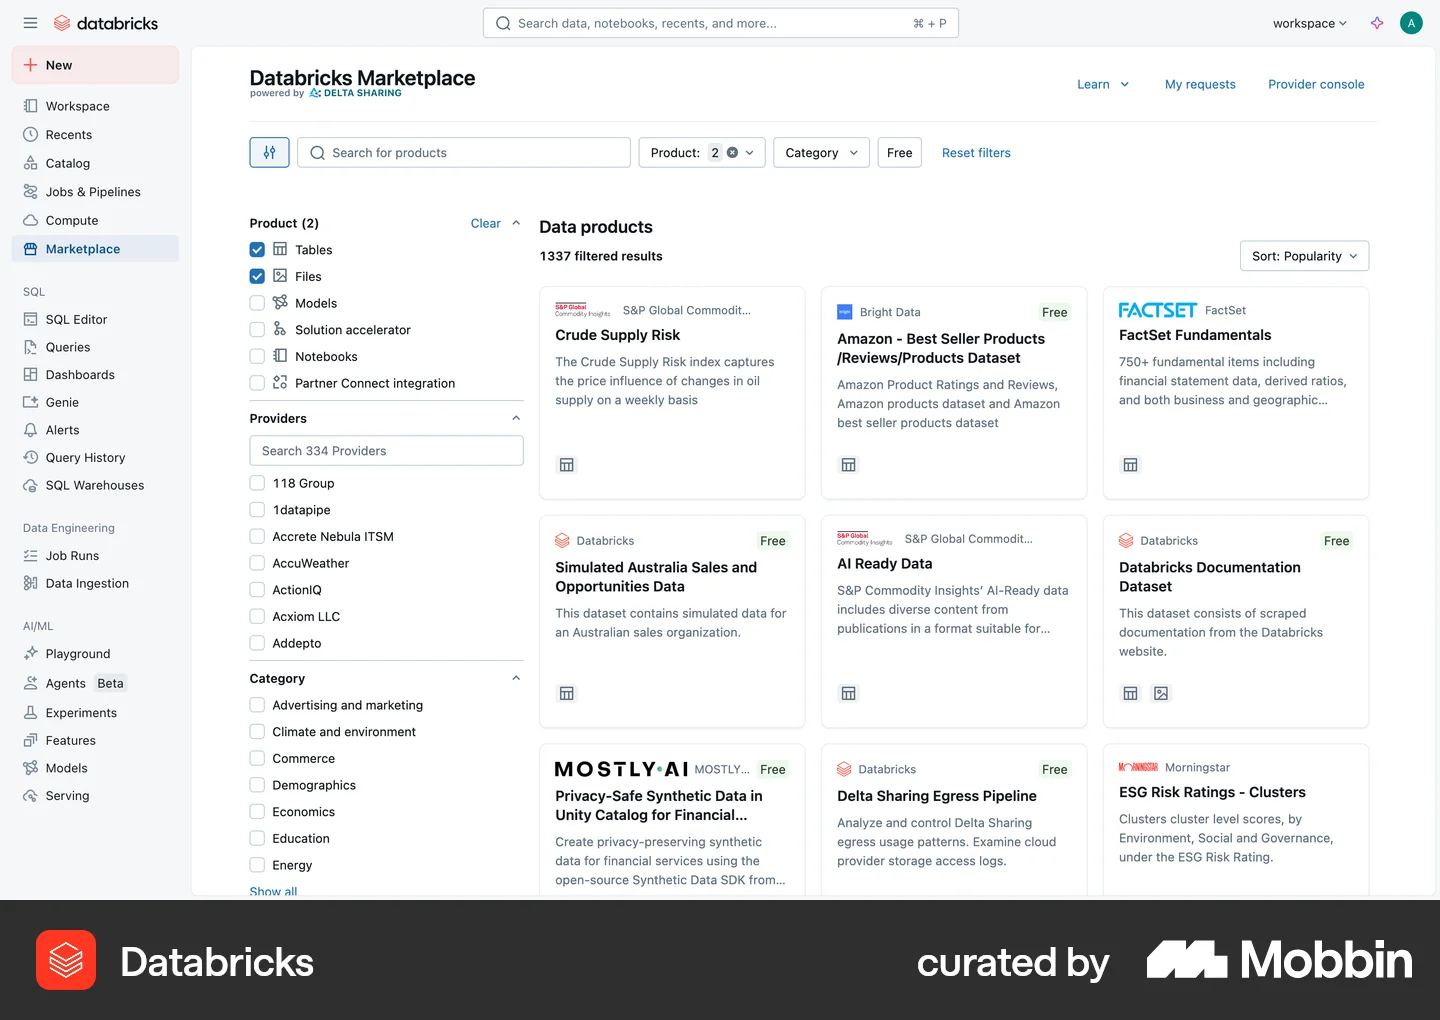 databricks
Search data, notebooks, recents, and more...
⌘ + P
workspace
A
New
Workspace
Recents
Catalog
Jobs & Pipelines
Compute
Marketplace
SQL
SQL Editor
Queries
Dashboards
Genie
Alerts
Query History
SQL Warehouses
Data Engineering
Job Runs
Data Ingestion
AI/ML
Playground
Agents Beta
Experiments
Features
Models
Serving
Databricks Marketplace
powered by DELTA SHARING
Learn
My requests
Provider console
Search for products
Product: 2
Category
Free
Reset filters
Product (2)
Clear
Tables
Files
Models
Solution accelerator
Notebooks
Partner Connect integration
Providers
Search 334 Providers
118 Group
1datapipe
Accrete Nebula ITSM
AccuWeather
ActionIQ
Acxiom LLC
Addepto
Category
Advertising and marketing
Climate and environment
Commerce
Demographics
Economics
Education
Energy
Show all
Data products
1337 filtered results
Sort: Popularity
S&P Global
Commodity Insights
S&P Global Commodit...
Crude Supply Risk
The Crude Supply Risk index captures
the price influence of changes in oil
supply on a weekly basis
Bright Data
Free
Amazon - Best Seller Products
/Reviews/Products Dataset
Amazon Product Ratings and Reviews,
Amazon products dataset and Amazon
best seller products dataset
FACTSET
FactSet
FactSet Fundamentals
750+ fundamental items including
financial statement data, derived ratios,
and both business and geographic...
Databricks
Free
Simulated Australia Sales and
Opportunities Data
This dataset contains simulated data for
an Australian sales organization.
S&P Global
Commodity Insights
S&P Global Commodit...
AI Ready Data
S&P Commodity Insights' AI-Ready data
includes diverse content from
publications in a format suitable for...
Databricks
Free
Databricks Documentation
Dataset
This dataset consists of scraped
documentation from the Databricks
website.
MOSTLY•AI
MOSTLY...
Free
Privacy-Safe Synthetic Data in
Unity Catalog for Financial...
Create privacy-preserving synthetic
data for financial services using the
open-source Synthetic Data SDK from...
Databricks
Free
Delta Sharing Egress Pipeline
Analyze and control Delta Sharing
egress usage patterns. Examine cloud
provider storage access logs.
MORNINGSTAR
Morningstar
ESG Risk Ratings - Clusters
Clusters cluster level scores, by
Environment, Social and Governance,
under the ESG Risk Rating.
Databricks
curated by
Mobbin